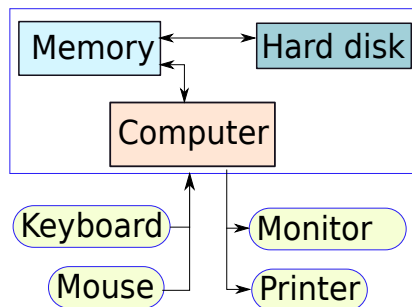 Memory
Hard disk
Computer
Keyboard
Monitor
Mouse
Printer